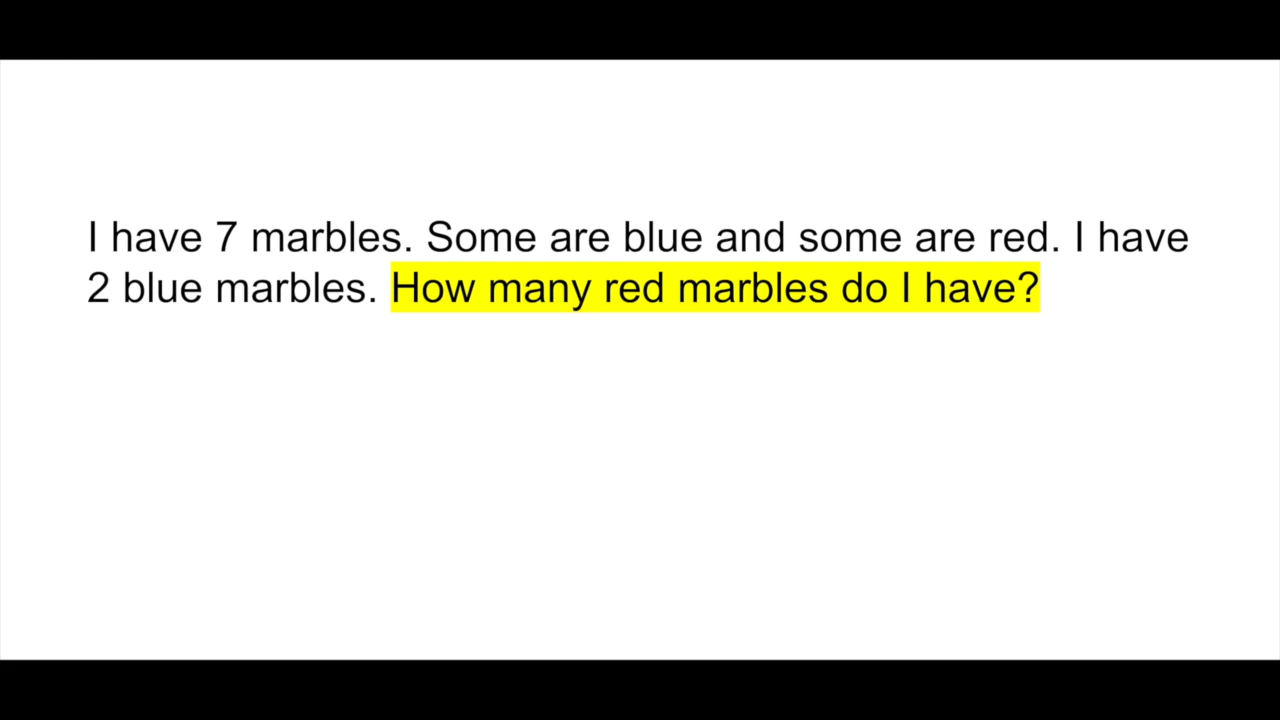 I have 7 marbles. Some are blue and some are red. I have
2 blue marbles. How many red marbles do I have?